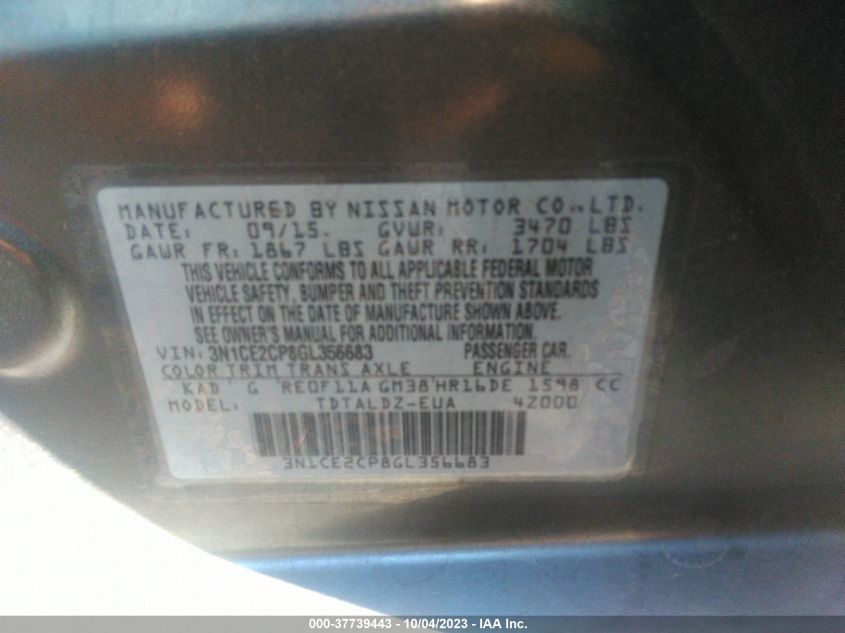 MANUFACTURED BY NISSAN MOTOR CO.,LTD.
DATE: 09/15. GVWR: 3470 LBS
GAWR FR: 1867 LBS GAWR RR: 1704 LBS
THIS VEHICLE CONFORMS TO ALL APPLICABLE FEDERAL MOTOR
VEHICLE SAFETY, BUMPER AND THEFT PREVENTION STANDARDS
IN EFFECT ON THE DATE OF MANUFACTURE SHOWN ABOVE.
SEE OWNER'S MANUAL FOR ADDITIONAL INFORMATION.
VIN: 3N1CE2CP8GL356683 PASSENGER CAR.
COLOR TRIM TRANS AXLE ENGINE
KAD G RE0F11A GM38 HR16DE 1598 CC
MODEL: TDTALDZ-EUA 4Z000
3N1CE2CP8GL356683
000-37739443 - 10/04/2023 - IAA Inc.